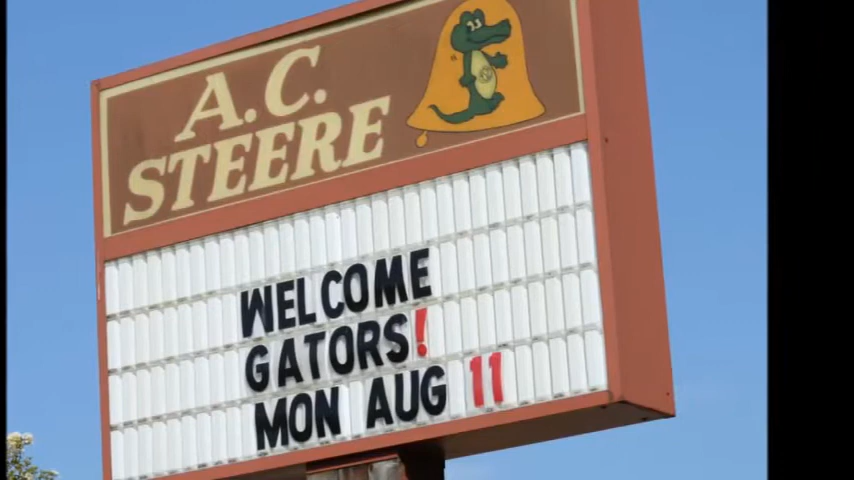 A.C.
STEERE
WELCOME
GATORS!
MON AUG 11